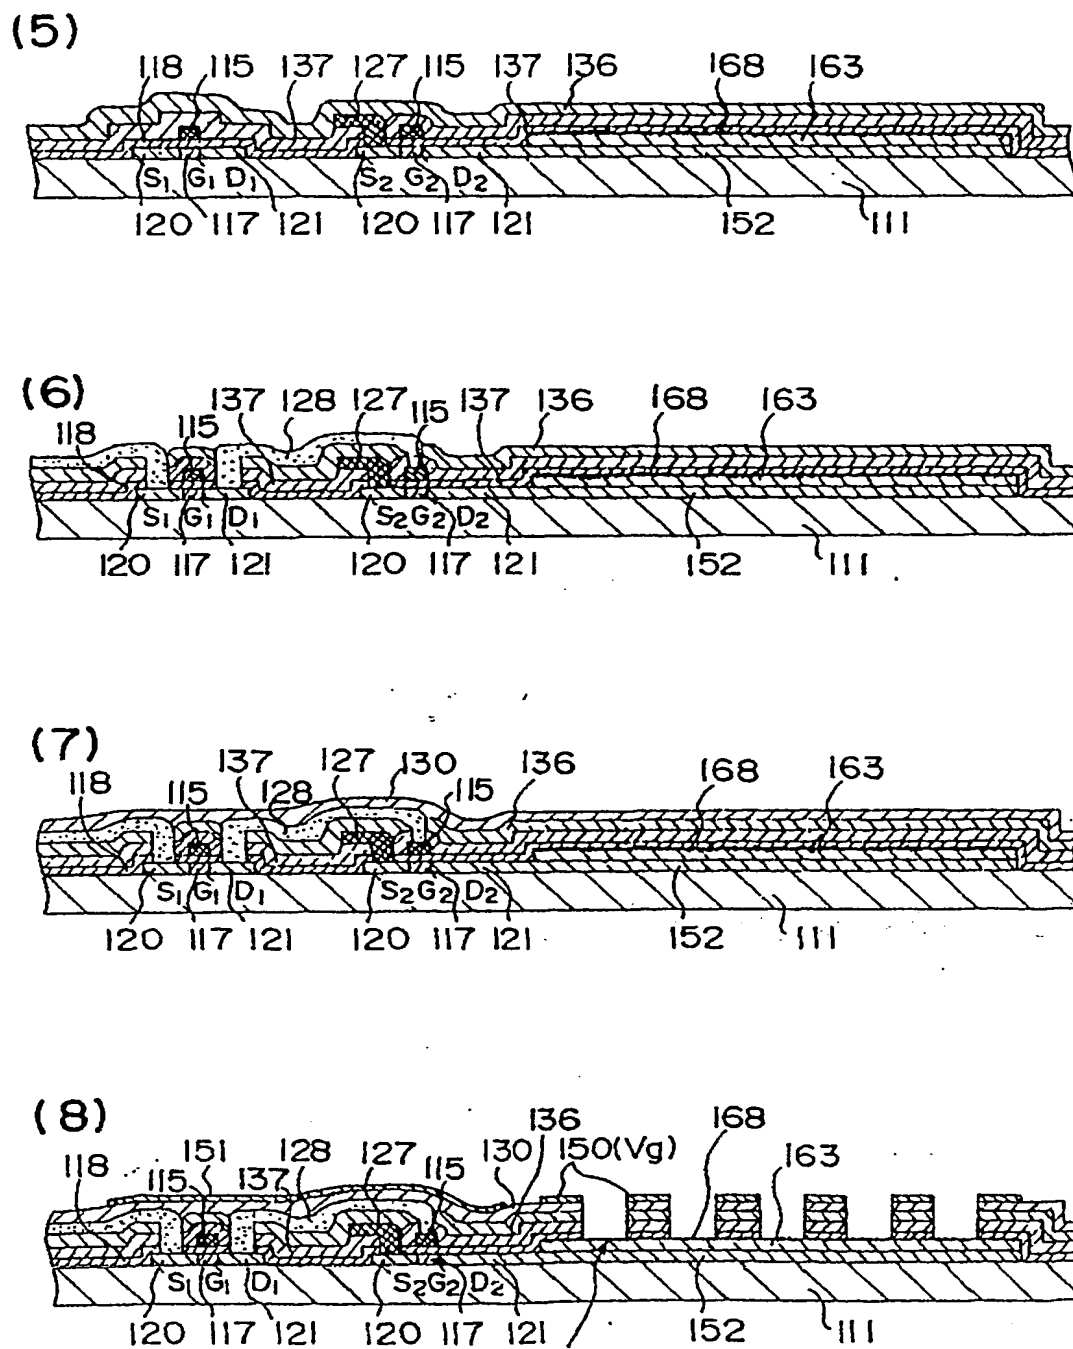 (5)
118 115 137 127 115 137 136 168 163
S1 G1 D1 S2 G2 D2
120 117 121 120 117 121 152 111
(6)
118 115 137 128 127 115 137 136 168 163
S1 G1 D1 S2 G2 D2
120 117 121 120 117 121 152 111
(7)
118 115 137 128 127 130 115 136 168 163
S1 G1 D1 S2 G2 D2
120 117 121 120 117 121 152 111
(8)
118 115 151 137 128 127 115 130 136 150(Vg) 168 163
S1 G1 D1 S2 G2 D2
120 117 121 120 117 121 152 111